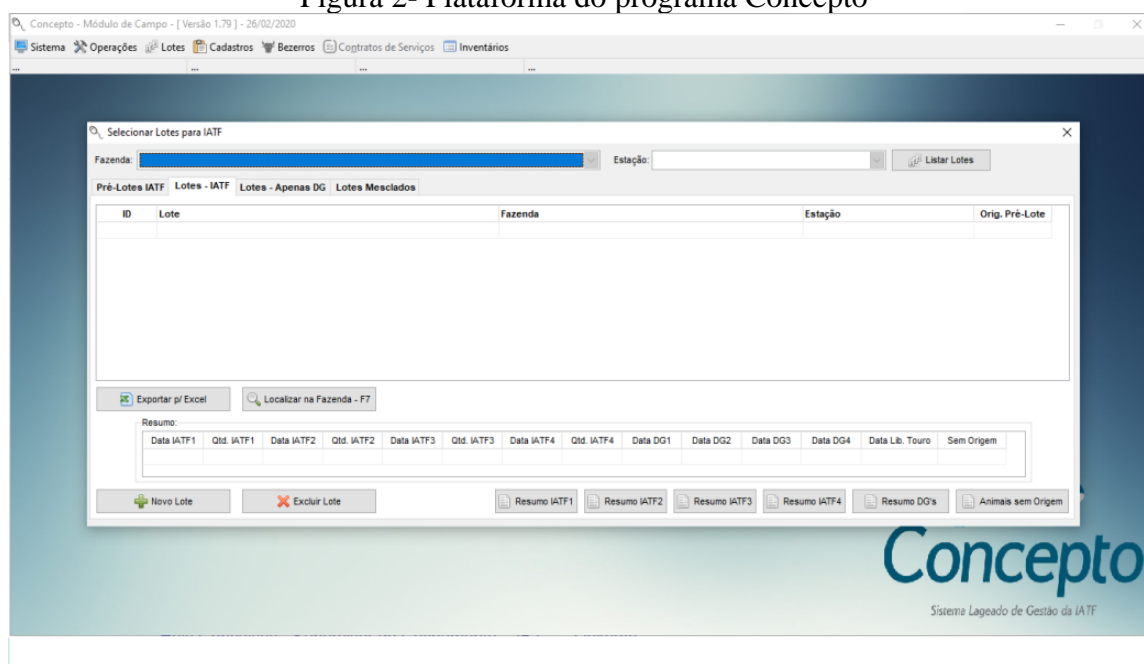 Figura 2- Plataforma do programa Concepto
Concepto - Módulo de Campo - [ Versão 1.79 ] - 26/02/2020
Sistema Operações Lotes Cadastros Bezerros Contratos de Serviços Inventários
... ... ... ...
Selecionar Lotes para IATF
Fazenda: Estação: Listar Lotes
Pré-Lotes IATF Lotes - IATF Lotes - Apenas DG Lotes Mesclados
ID Lote Fazenda Estação Orig. Pré-Lote
Exportar p/ Excel Localizar na Fazenda - F7
Resumo:
Data IATF1 Qtd. IATF1 Data IATF2 Qtd. IATF2 Data IATF3 Qtd. IATF3 Data IATF4 Qtd. IATF4 Data DG1 Data DG2 Data DG3 Data DG4 Data Lib. Touro Sem Origem
Novo Lote Excluir Lote Resumo IATF1 Resumo IATF2 Resumo IATF3 Resumo IATF4 Resumo DG's Animais sem Origem
Concepto
Sistema Lageado de Gestão da IATF